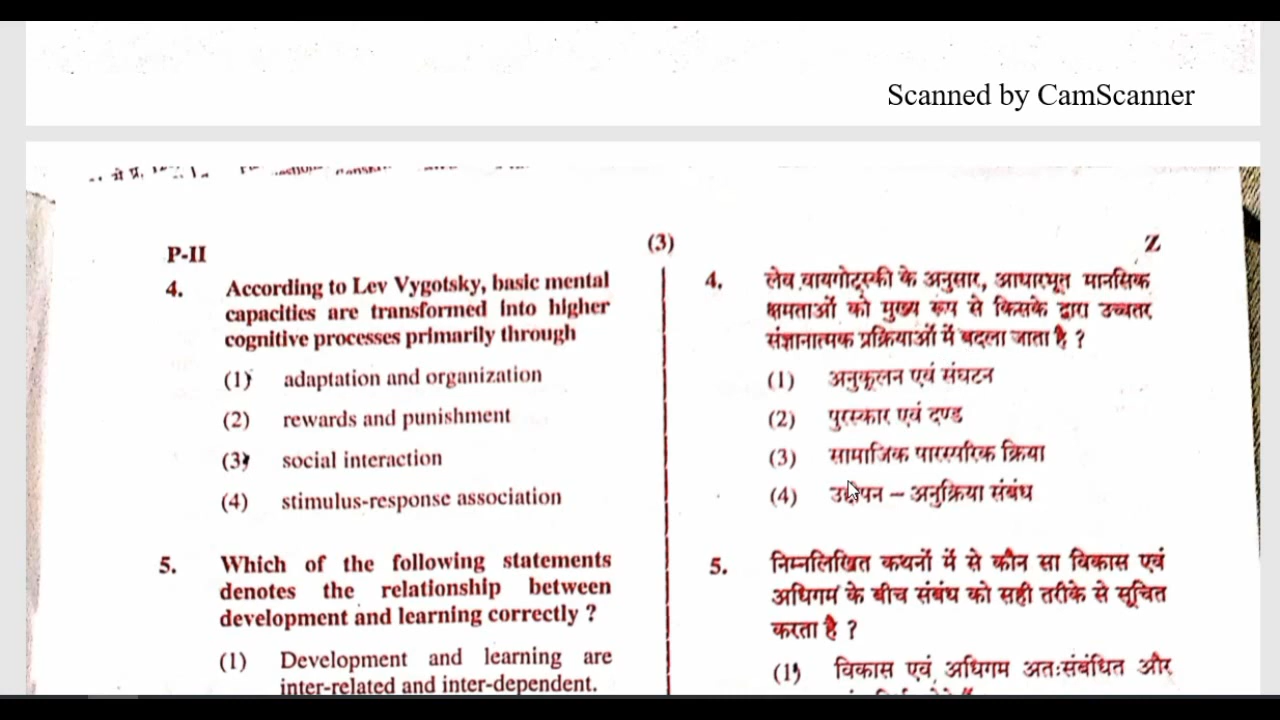 Scanned by CamScanner
P-II
(3)
Z
4. According to Lev Vygotsky, basic mental
capacities are transformed into higher
cognitive processes primarily through
(1) adaptation and organization
(2) rewards and punishment
(3) social interaction
(4) stimulus-response association
5. Which of the following statements
denotes the relationship between
development and learning correctly ?
(1) Development and learning are
inter-related and inter-dependent.
4. लेव वायगोट्स्की के अनुसार, आधारभूत मानसिक
क्षमताओं को मुख्य रूप से किसके द्वारा उच्चतर
संज्ञानात्मक प्रक्रियाओं में बदला जाता है ?
(1) अनुकूलन एवं संघटन
(2) पुरस्कार एवं दण्ड
(3) सामाजिक पारस्परिक क्रिया
(4) उद्दीपन – अनुक्रिया संबंध
5. निम्नलिखित कथनों में से कौन सा विकास एवं
अधिगम के बीच संबंध को सही तरीके से सूचित
करता है ?
(1) विकास एवं अधिगम अतःसंबंधित और